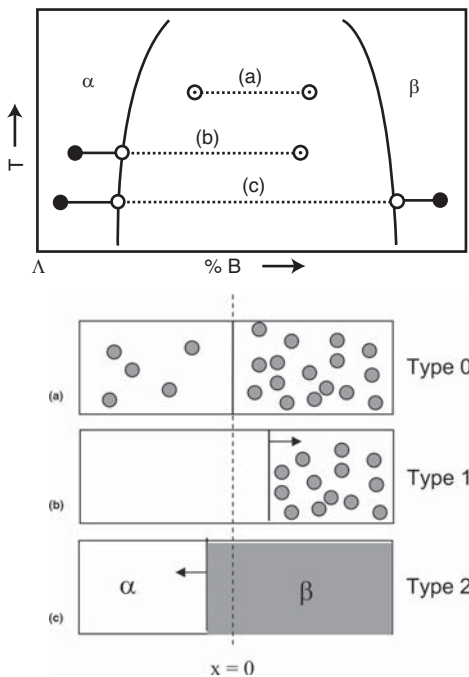 (a)
α
β
(b)
T
(c)
Λ
% B
Type 0
(a)
Type 1
(b)
α
β
Type 2
(c)
x = 0